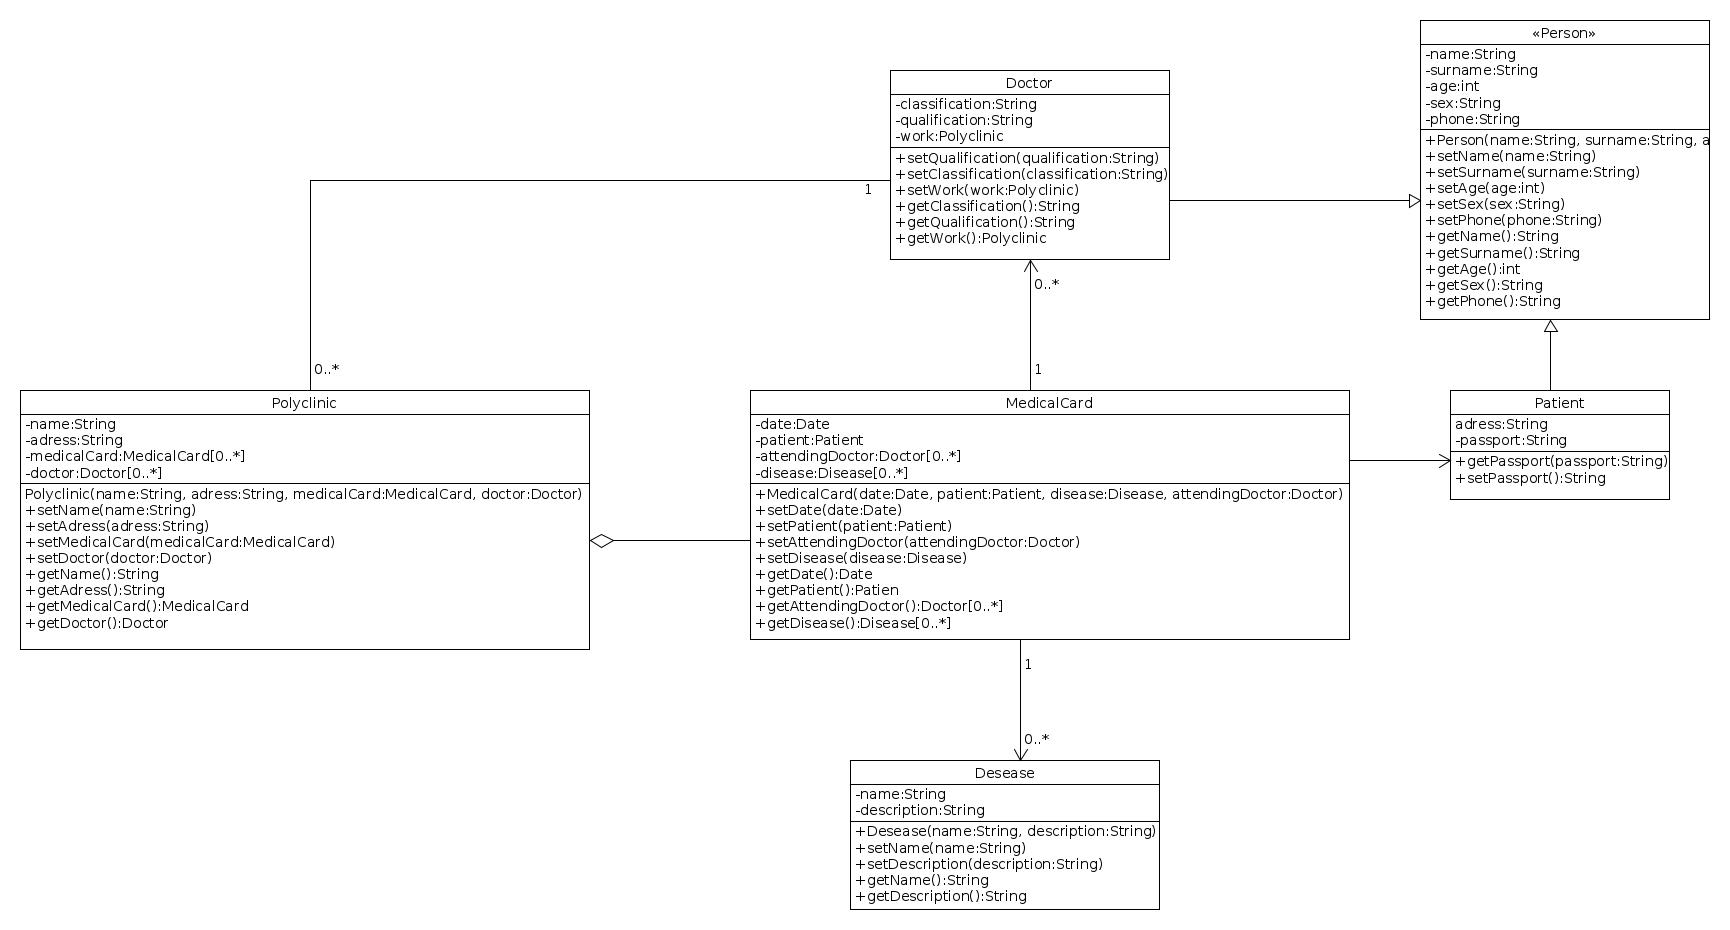 «Person»
-name:String
-surname:String
-age:int
-sex:String
-phone:String
+Person(name:String, surname:String, a
+setName(name:String)
+setSurname(surname:String)
+setAge(age:int)
+setSex(sex:String)
+setPhone(phone:String)
+getName():String
+getSurname():String
+getAge():int
+getSex():String
+getPhone():String
Doctor
-classification:String
-qualification:String
-work:Polyclinic
+setQualification(qualification:String)
+setClassification(classification:String)
+setWork(work:Polyclinic)
+getClassification():String
+getQualification():String
+getWork():Polyclinic
1
0..*
0..*
1
Polyclinic
-name:String
-adress:String
-medicalCard:MedicalCard[0..*]
-doctor:Doctor[0..*]
Polyclinic(name:String, adress:String, medicalCard:MedicalCard, doctor:Doctor)
+setName(name:String)
+setAdress(adress:String)
+setMedicalCard(medicalCard:MedicalCard)
+setDoctor(doctor:Doctor)
+getName():String
+getAdress():String
+getMedicalCard():MedicalCard
+getDoctor():Doctor
MedicalCard
-date:Date
-patient:Patient
-attendingDoctor:Doctor[0..*]
-disease:Disease[0..*]
+MedicalCard(date:Date, patient:Patient, disease:Disease, attendingDoctor:Doctor)
+setDate(date:Date)
+setPatient(patient:Patient)
+setAttendingDoctor(attendingDoctor:Doctor)
+setDisease(disease:Disease)
+getDate():Date
+getPatient():Patien
+getAttendingDoctor():Doctor[0..*]
+getDisease():Disease[0..*]
Patient
adress:String
-passport:String
+getPassport(passport:String)
+setPassport():String
1
0..*
Desease
-name:String
-description:String
+Desease(name:String, description:String)
+setName(name:String)
+setDescription(description:String)
+getName():String
+getDescription():String